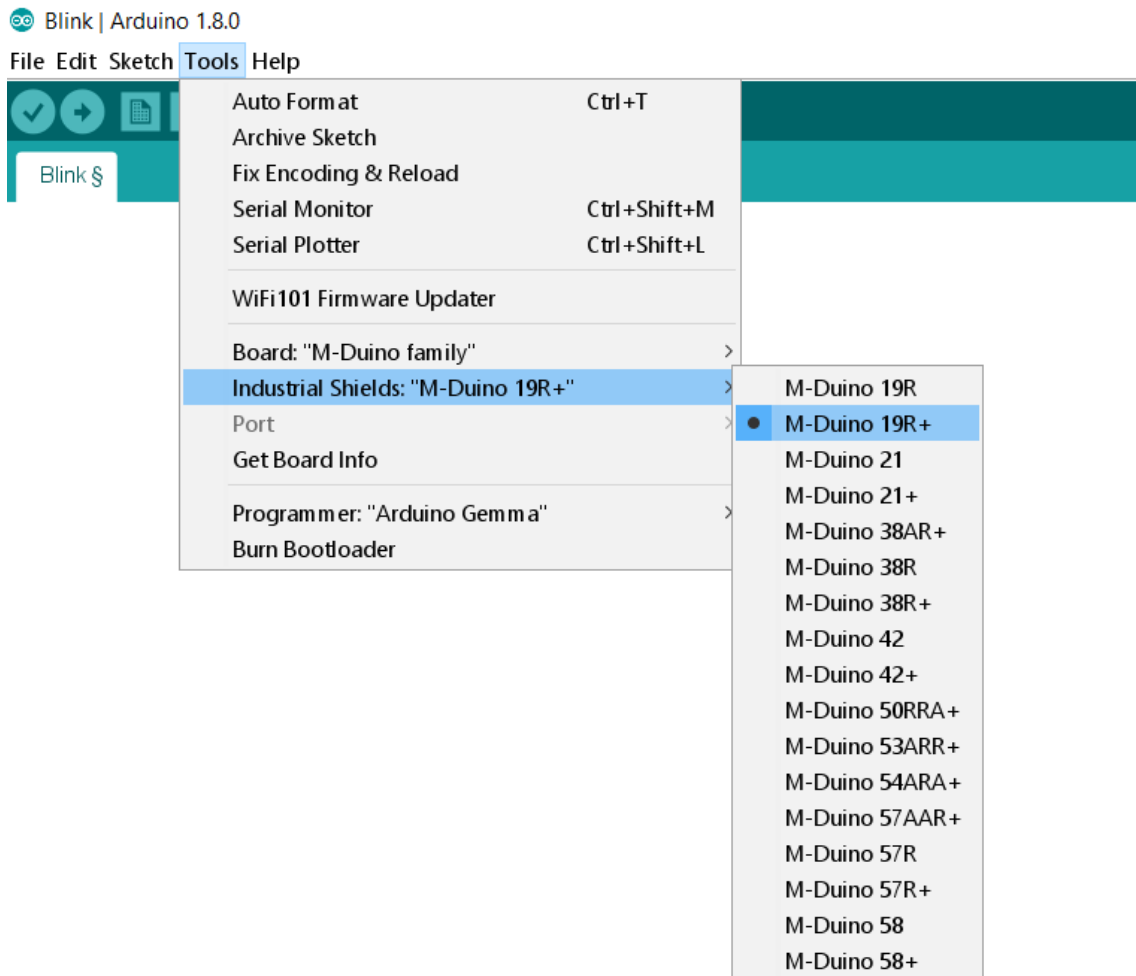 Blink | Arduino 1.8.0
File Edit Sketch Tools Help
Blink §
Auto Format Ctrl+T
Archive Sketch
Fix Encoding & Reload
Serial Monitor Ctrl+Shift+M
Serial Plotter Ctrl+Shift+L
WiFi101 Firmware Updater
Board: "M-Duino family"
Industrial Shields: "M-Duino 19R+"
Port
Get Board Info
Programmer: "Arduino Gemma"
Burn Bootloader
M-Duino 19R
M-Duino 19R+
M-Duino 21
M-Duino 21+
M-Duino 38AR+
M-Duino 38R
M-Duino 38R+
M-Duino 42
M-Duino 42+
M-Duino 50RRA+
M-Duino 53ARR+
M-Duino 54ARA+
M-Duino 57AAR+
M-Duino 57R
M-Duino 57R+
M-Duino 58
M-Duino 58+